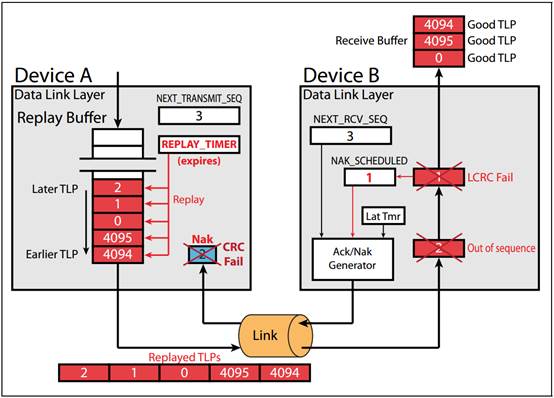 4094 Good TLP
Receive Buffer 4095 Good TLP
0 Good TLP
Device A
Data Link Layer
NEXT_TRANSMIT_SEQ
3
Replay Buffer
REPLAY_TIMER
(expires)
Later TLP
2
1
0
4095
4094
Earlier TLP
Replay
Nak
2
CRC
Fail
Device B
Data Link Layer
NEXT_RCV_SEQ
3
NAK_SCHEDULED
1
1
LCRC Fail
Lat Tmr
Ack/Nak
Generator
2
Out of sequence
Link
Replayed TLPs
2 1 0 4095 4094